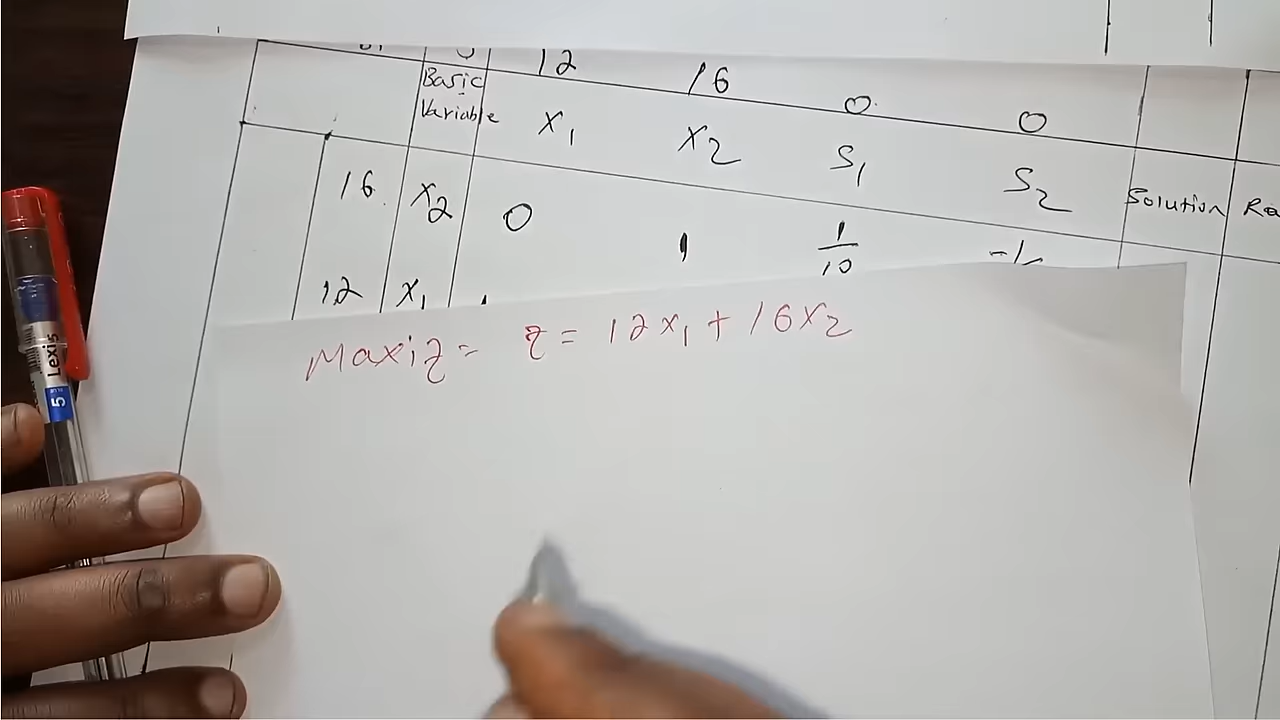 12 16 0 0
Basic Variable x₁ x₂ S₁ S₂ Solution
16 x₂ 0 1 1/10
12 x₁
Maxiz = z = 12x₁ + 16x₂
Lexi5
5